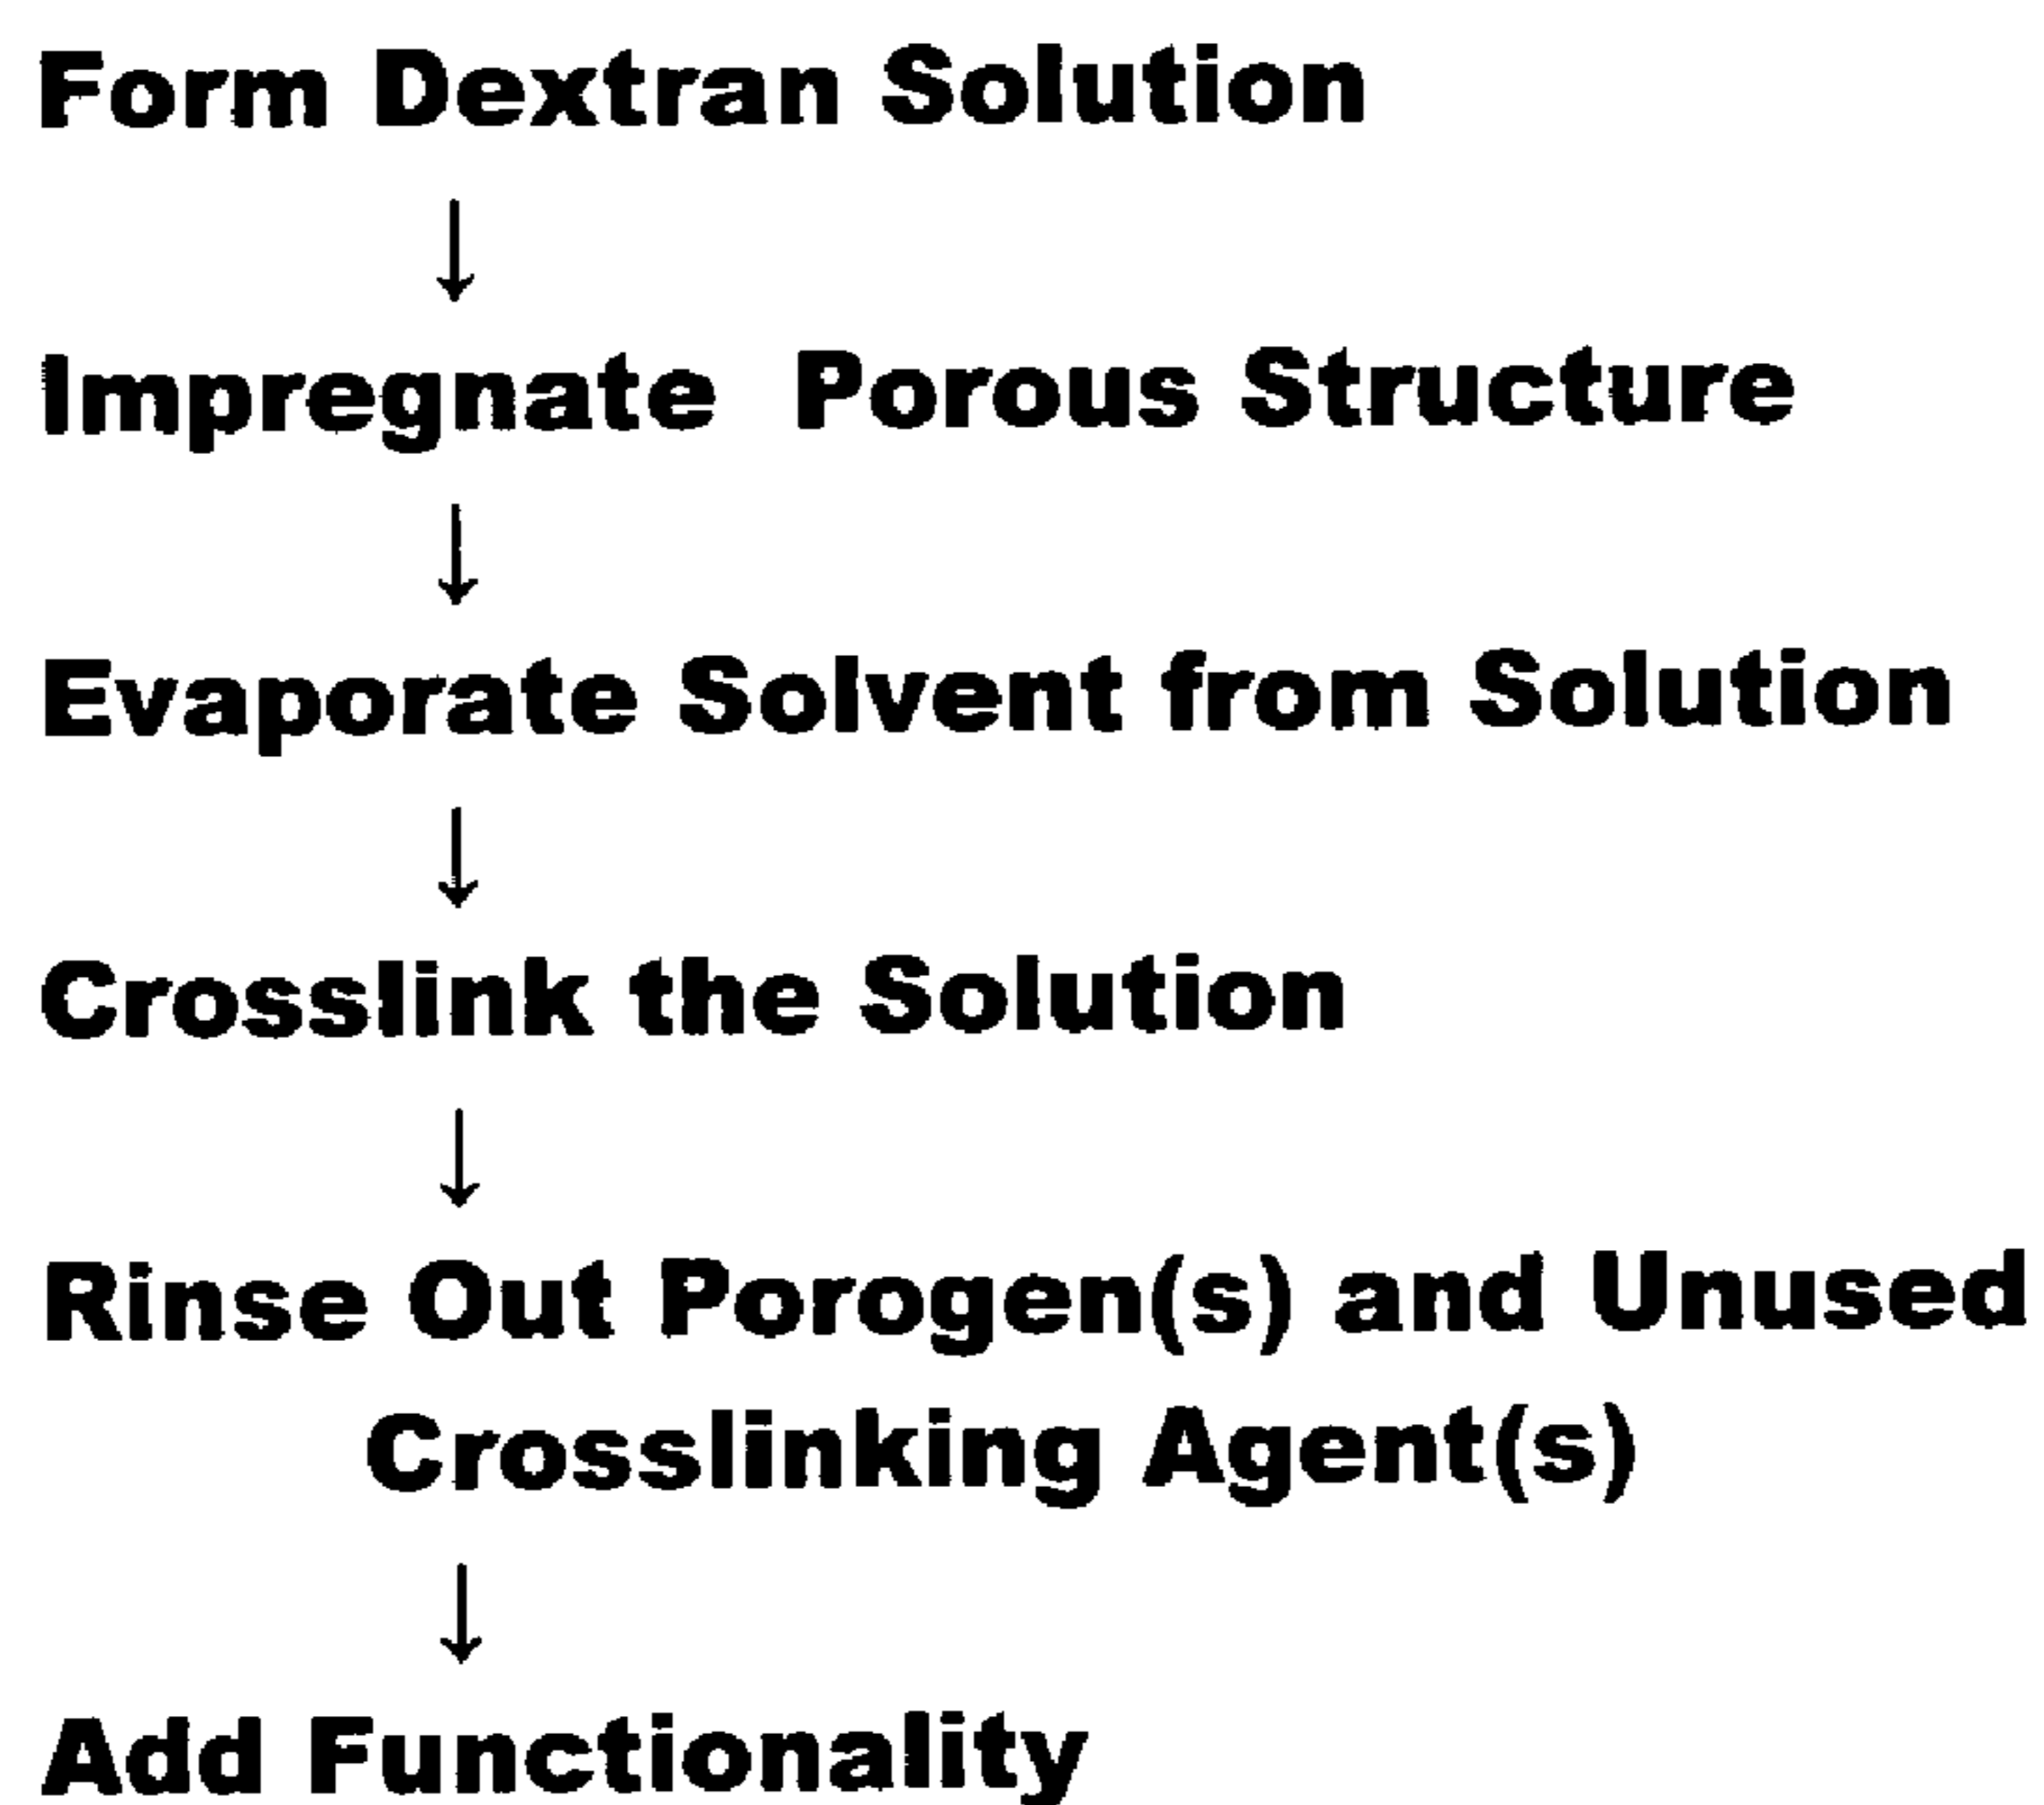 Form Dextran Solution
Impregnate Porous Structure
Evaporate Solvent from Solution
Crosslink the Solution
Rinse Out Porogen(s) and Unused
Crosslinking Agent(s)
Add Functionality